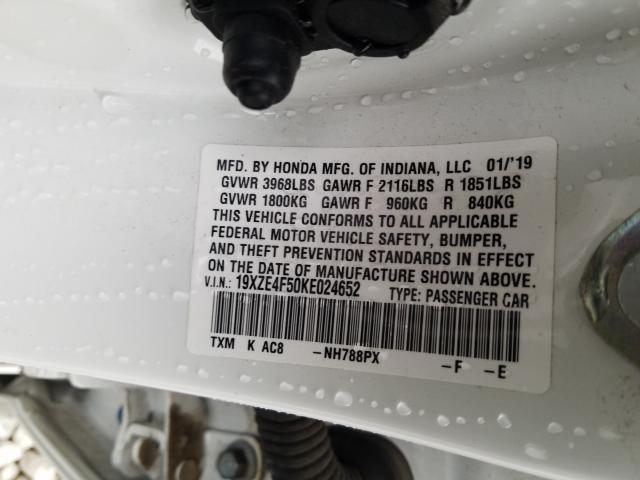 MFD. BY HONDA MFG. OF INDIANA, LLC 01/'19
GVWR 3968LBS GAWR F 2116LBS R 1851LBS
GVWR 1800KG GAWR F 960KG R 840KG
THIS VEHICLE CONFORMS TO ALL APPLICABLE
FEDERAL MOTOR VEHICLE SAFETY, BUMPER,
AND THEFT PREVENTION STANDARDS IN EFFECT
ON THE DATE OF MANUFACTURE SHOWN ABOVE.
V.I.N.: 19XZE4F50KE024652 TYPE: PASSENGER CAR
TXM K AC8 -NH788PX -F -E